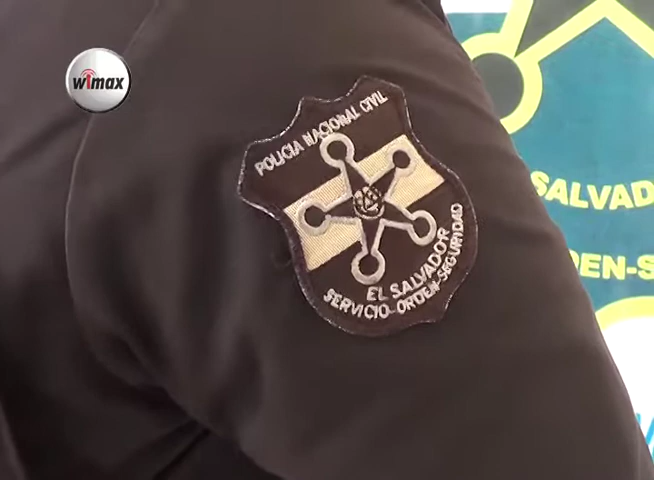 wimax
POLICIA NACIONAL CIVIL
EL SALVADOR
SERVICIO-ORDEN-SEGURIDAD
SALVAD
DEN-S